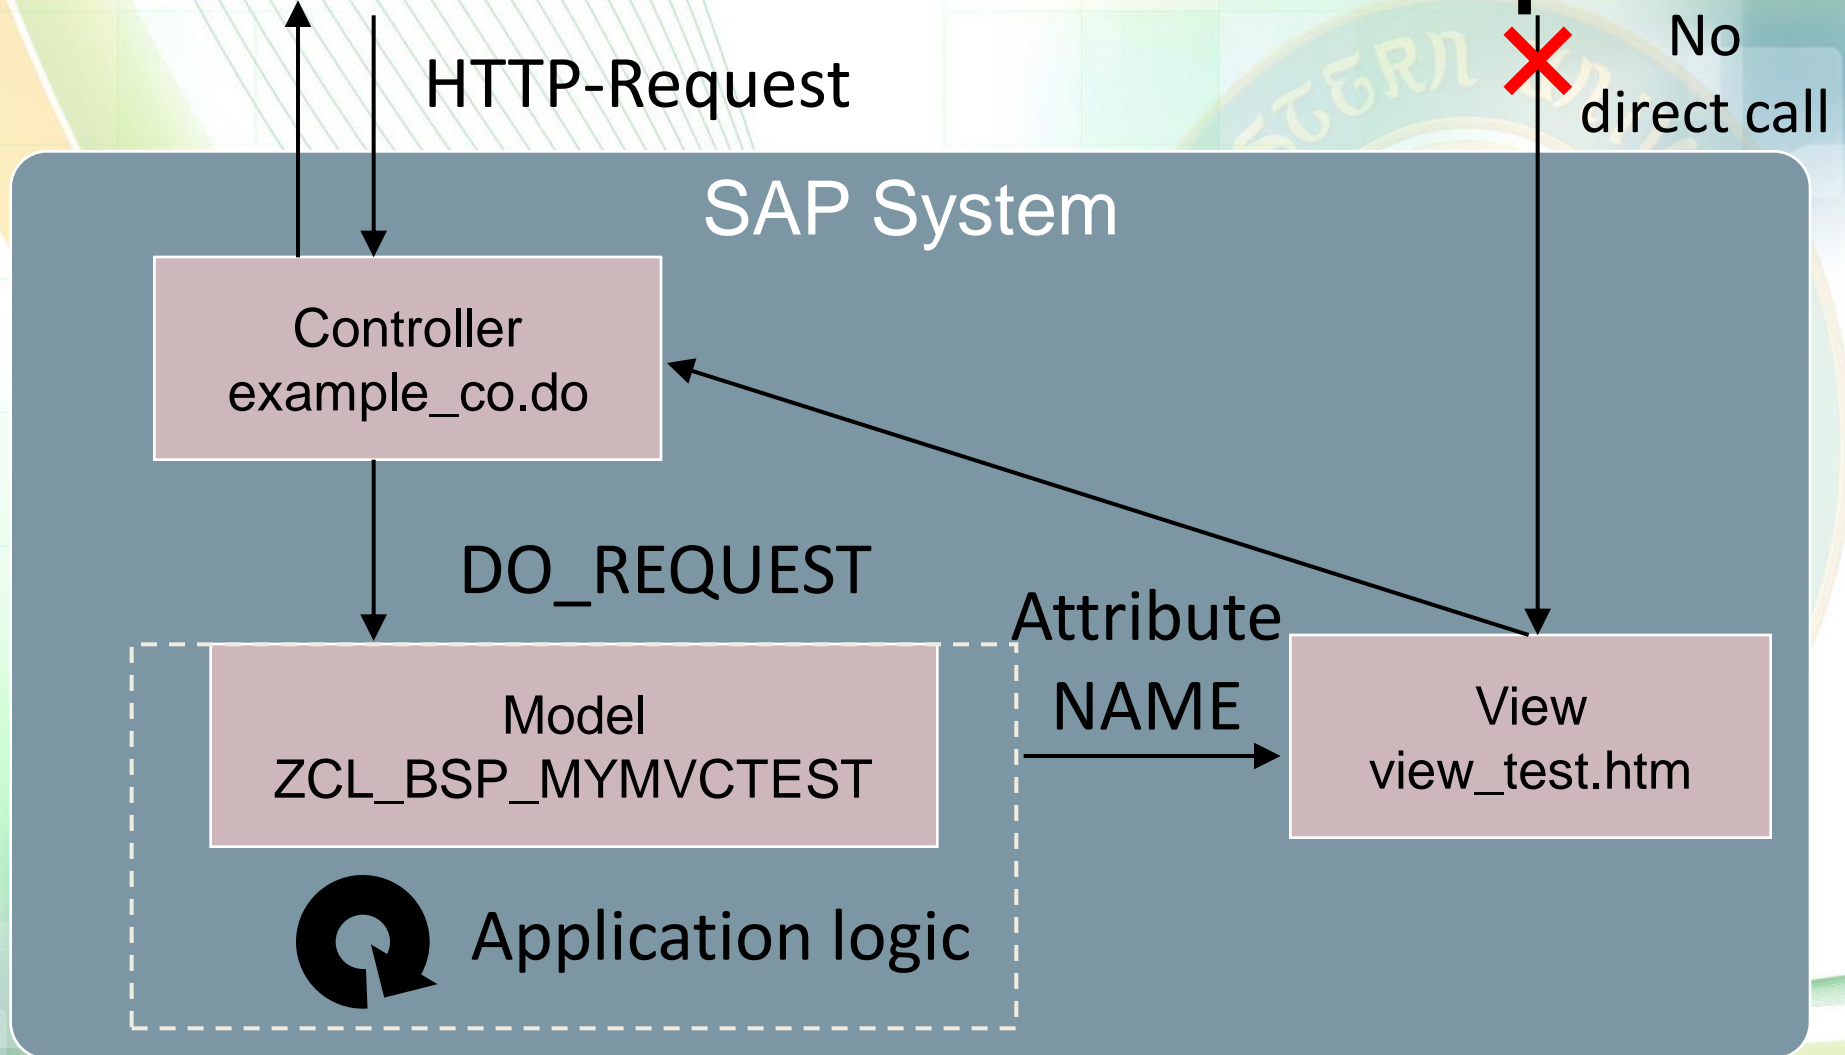 HTTP-Request
No
direct call
SAP System
Controller
example_co.do
DO_REQUEST
Attribute
NAME
Model
ZCL_BSP_MYMVCTEST
View
view_test.htm
Application logic